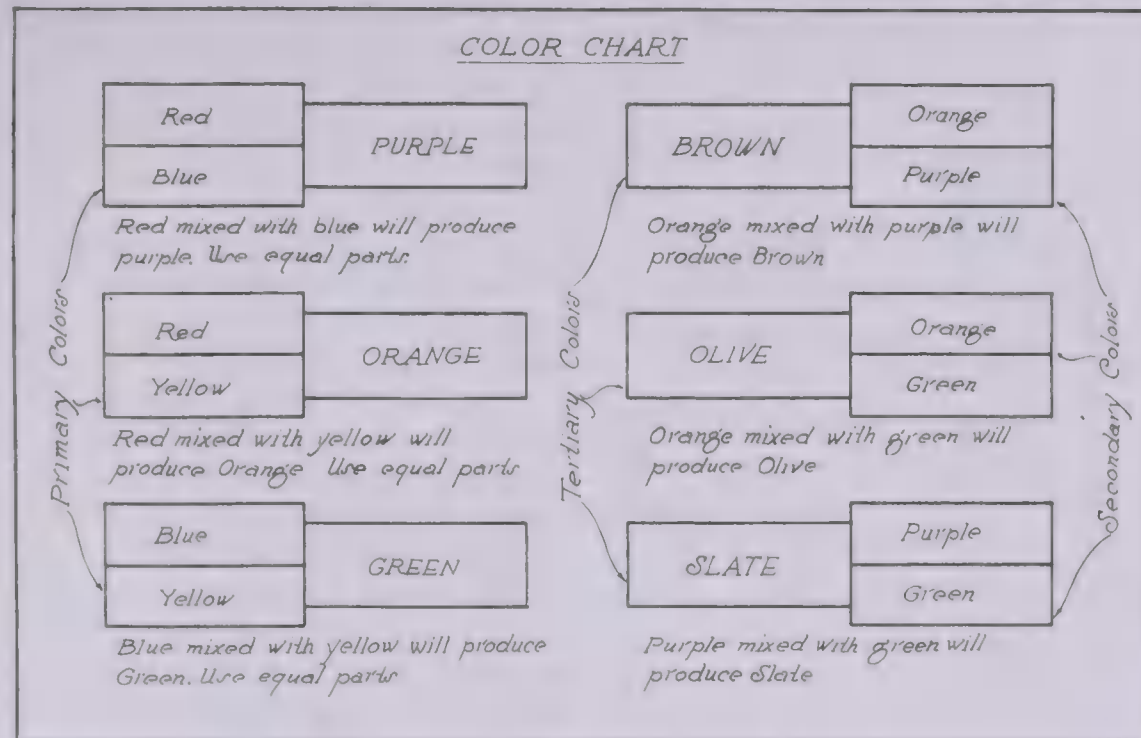 COLOR CHART
Red
Blue
PURPLE
Red mixed with blue will produce
purple. Use equal parts.
Red
Yellow
ORANGE
Red mixed with yellow will
produce Orange Use equal parts
Blue
Yellow
GREEN
Blue mixed with yellow will produce
Green. Use equal parts
Primary Colors
BROWN
Orange
Purple
Orange mixed with purple will
produce Brown
OLIVE
Orange
Green
Orange mixed with green will
produce Olive
SLATE
Purple
Green
Purple mixed with green will
produce Slate
Tertiary Colors
Secondary Colors